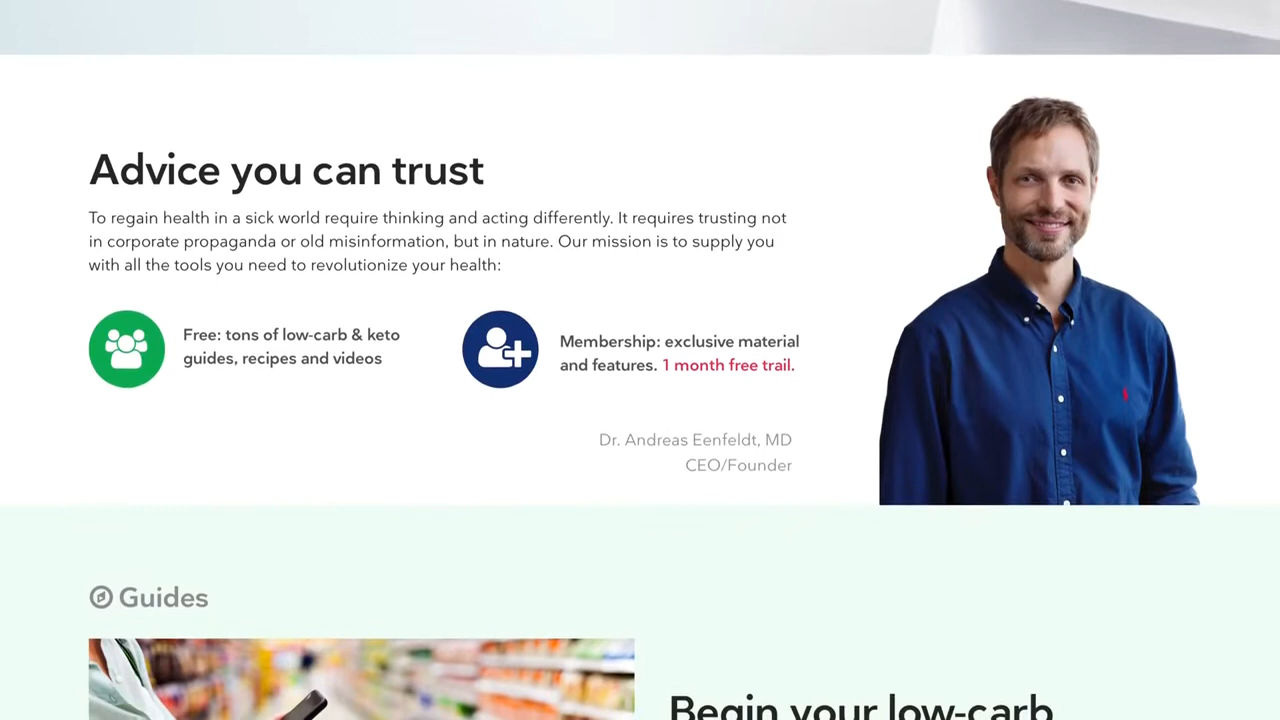 Advice you can trust
To regain health in a sick world require thinking and acting differently. It requires trusting not
in corporate propaganda or old misinformation, but in nature. Our mission is to supply you
with all the tools you need to revolutionize your health:
Free: tons of low-carb & keto
guides, recipes and videos
Membership: exclusive material
and features. 1 month free trail.
Dr. Andreas Eenfeldt, MD
CEO/Founder
Guides
Begin your low-carb